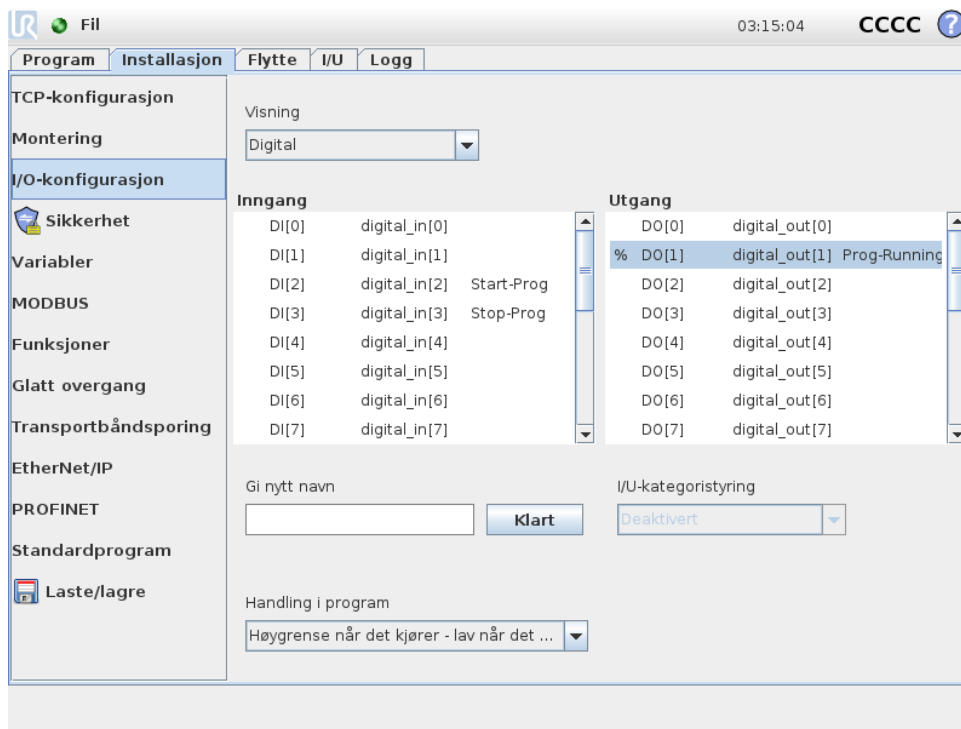 UR Fil 03:15:04 CCCC ?
Program Installasjon Flytte I/U Logg
TCP-konfigurasjon
Montering
I/O-konfigurasjon
Sikkerhet
Variabler
MODBUS
Funksjoner
Glatt overgang
Transportbåndsporing
EtherNet/IP
PROFINET
Standardprogram
Laste/lagre
Visning
Digital
Inngang
DI[0] digital_in[0]
DI[1] digital_in[1]
DI[2] digital_in[2] Start-Prog
DI[3] digital_in[3] Stop-Prog
DI[4] digital_in[4]
DI[5] digital_in[5]
DI[6] digital_in[6]
DI[7] digital_in[7]
Utgang
DO[0] digital_out[0]
% DO[1] digital_out[1] Prog-Running
DO[2] digital_out[2]
DO[3] digital_out[3]
DO[4] digital_out[4]
DO[5] digital_out[5]
DO[6] digital_out[6]
DO[7] digital_out[7]
Gi nytt navn
Klart
I/U-kategoristyring
Deaktivert
Handling i program
Høygrense når det kjører - lav når det ...